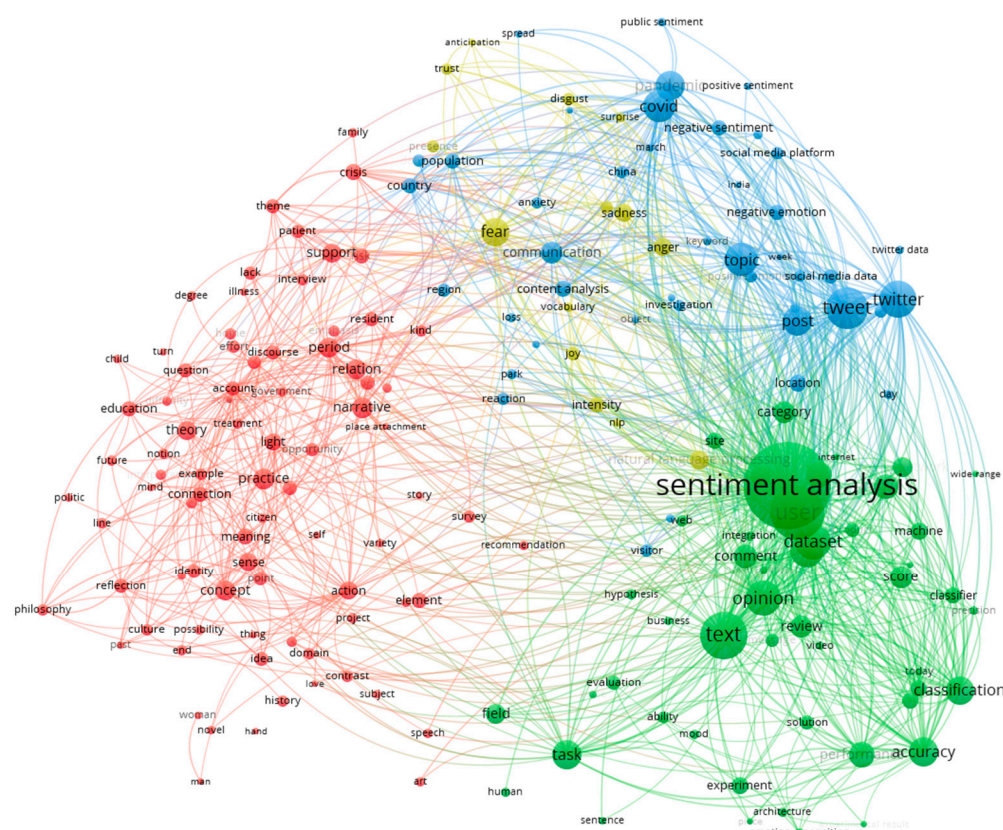 public sentiment
spread
anticipation
trust
pandemic
positive sentiment
disgust
covid
surprise
negative sentiment
family
presence
march
social media platform
population
crisis
china
country
india
theme
anxiety
sadness
negative emotion
patient
fear
support
communication
anger
keyword
topic
week
twitter data
lack
interview
illness
content analysis
social media data
degree
region
vocabulary
investigation
tweet
twitter
loss
object
post
resident
kind
effort
discourse
period
joy
child
turn
question
relation
park
location
account
government
reaction
day
education
treatment
narrative
intensity
category
place attachment
nlp
theory
light
opportunity
site
future
notion
natural language processing
internet
example
practice
wide range
mind
connection
sentiment analysis
politic
story
line
citizen
survey
web
user
meaning
self
variety
recommendation
integration
dataset
machine
visitor
comment
sense
identity
point
score
reflection
concept
action
element
hypothesis
opinion
classifier
philosophy
project
business
precision
culture
possibility
thing
text
review
past
end
idea
domain
video
contrast
today
love
subject
evaluation
classification
history
woman
field
ability
solution
novel
hand
speech
mood
task
performance
accuracy
man
art
human
experiment
architecture
sentence